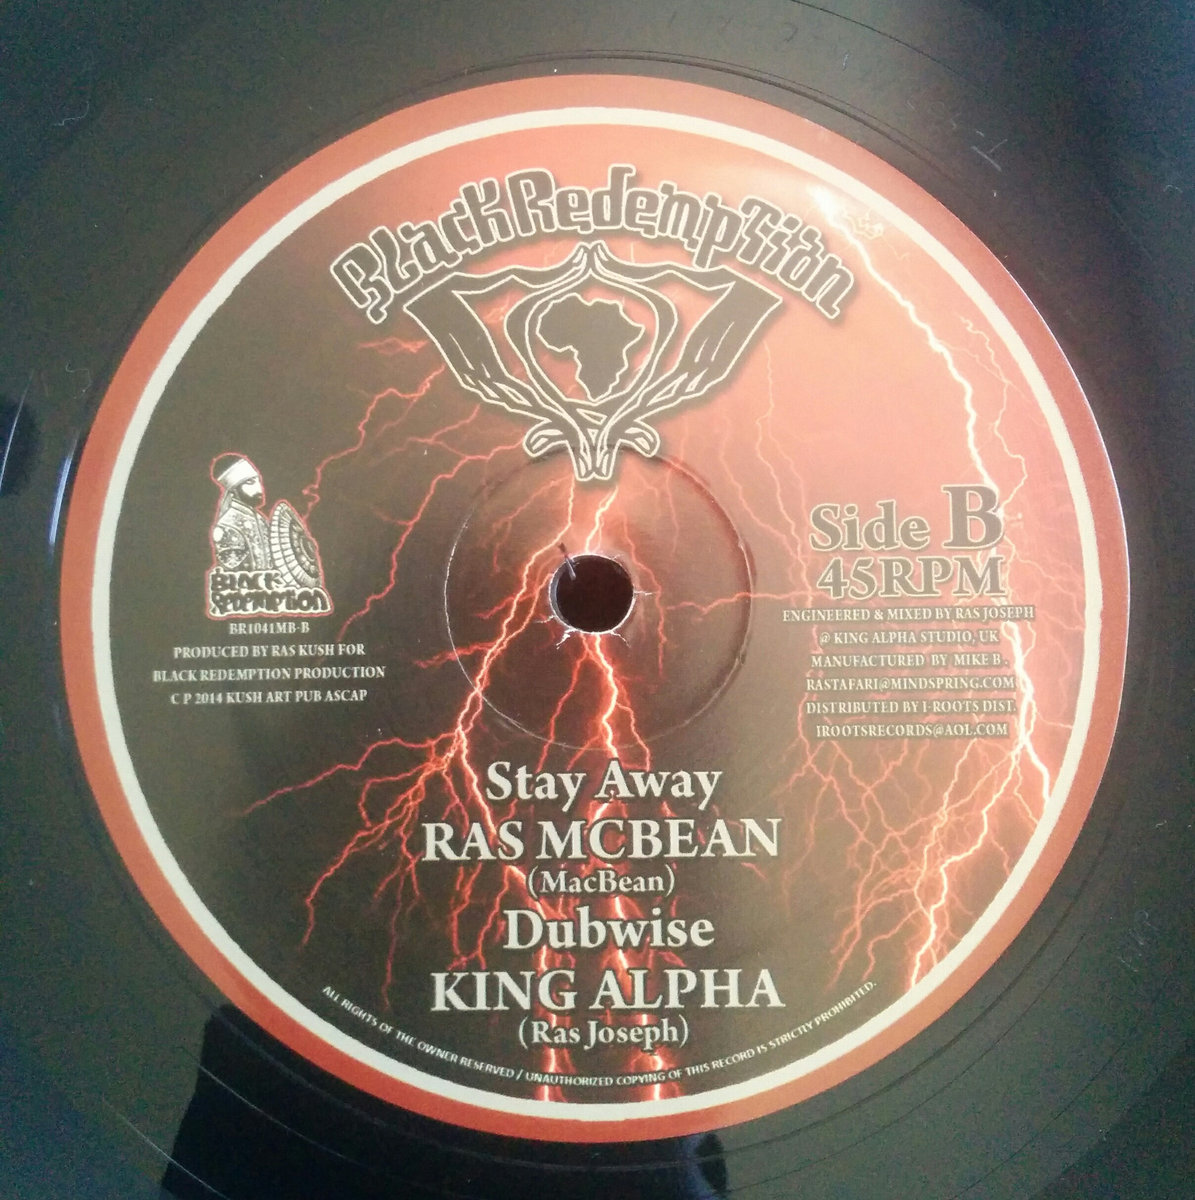 Black Redemption
Side B
45RPM
ENGINEERED & MIXED BY RAS JOSEPH
@ KING ALPHA STUDIO, UK
MANUFACTURED BY MIKE B .
RASTAFARI@MINDSPRING.COM
DISTRIBUTED BY I-ROOTS DIST.
IROOTSRECORDS@AOL.COM
BLACK
Redemption
BR1041MB-B
PRODUCED BY RAS KUSH FOR
BLACK REDEMPTION PRODUCTION
C P 2014 KUSH ART PUB ASCAP
Stay Away
RAS MCBEAN
(MacBean)
Dubwise
KING ALPHA
(Ras Joseph)
ALL RIGHTS OF THE OWNER RESERVED / UNAUTHORIZED COPYING OF THIS RECORD IS STRICTLY PROHIBITED.